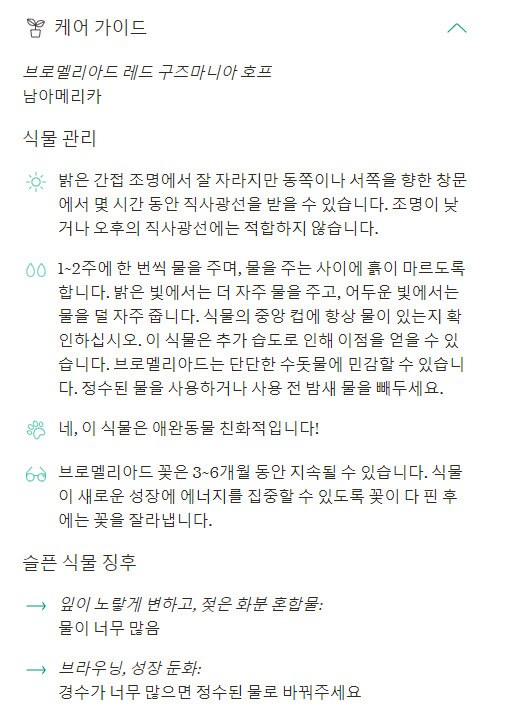 케어 가이드
브로멜리아드 레드 구즈마니아 호프
남아메리카
식물 관리
밝은 간접 조명에서 잘 자라지만 동쪽이나 서쪽을 향한 창문
에서 몇 시간 동안 직사광선을 받을 수 있습니다. 조명이 낮
거나 오후의 직사광선에는 적합하지 않습니다.
1~2주에 한 번씩 물을 주며, 물을 주는 사이에 흙이 마르도록
합니다. 밝은 빛에서는 더 자주 물을 주고, 어두운 빛에서는
물을 덜 자주 줍니다. 식물의 중앙 컵에 항상 물이 있는지 확
인하십시오. 이 식물은 추가 습도로 인해 이점을 얻을 수 있
습니다. 브로멜리아드는 단단한 수돗물에 민감할 수 있습니
다. 정수된 물을 사용하거나 사용 전 밤새 물을 빼두세요.
네, 이 식물은 애완동물 친화적입니다!
브로멜리아드 꽃은 3~6개월 동안 지속될 수 있습니다. 식물
이 새로운 성장에 에너지를 집중할 수 있도록 꽃이 다 핀 후
에는 꽃을 잘라냅니다.
슬픈 식물 징후
잎이 노랗게 변하고, 젖은 화분 혼합물:
물이 너무 많음
브라우닝, 성장 둔화:
경수가 너무 많으면 정수된 물로 바꿔주세요